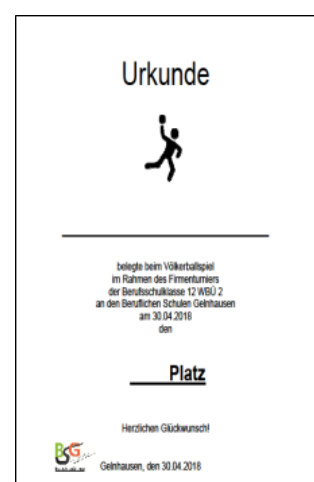 Urkunde
belegte beim Völkerballspiel
im Rahmen des Firmenturniers
der Berufsschulklasse 12 WBÜ 2
an den Beruflichen Schulen Gelnhausen
am 30.04.2018
den
Platz
Herzlichen Glückwunsch!
BSG
Gelnhausen, den 30.04.2018